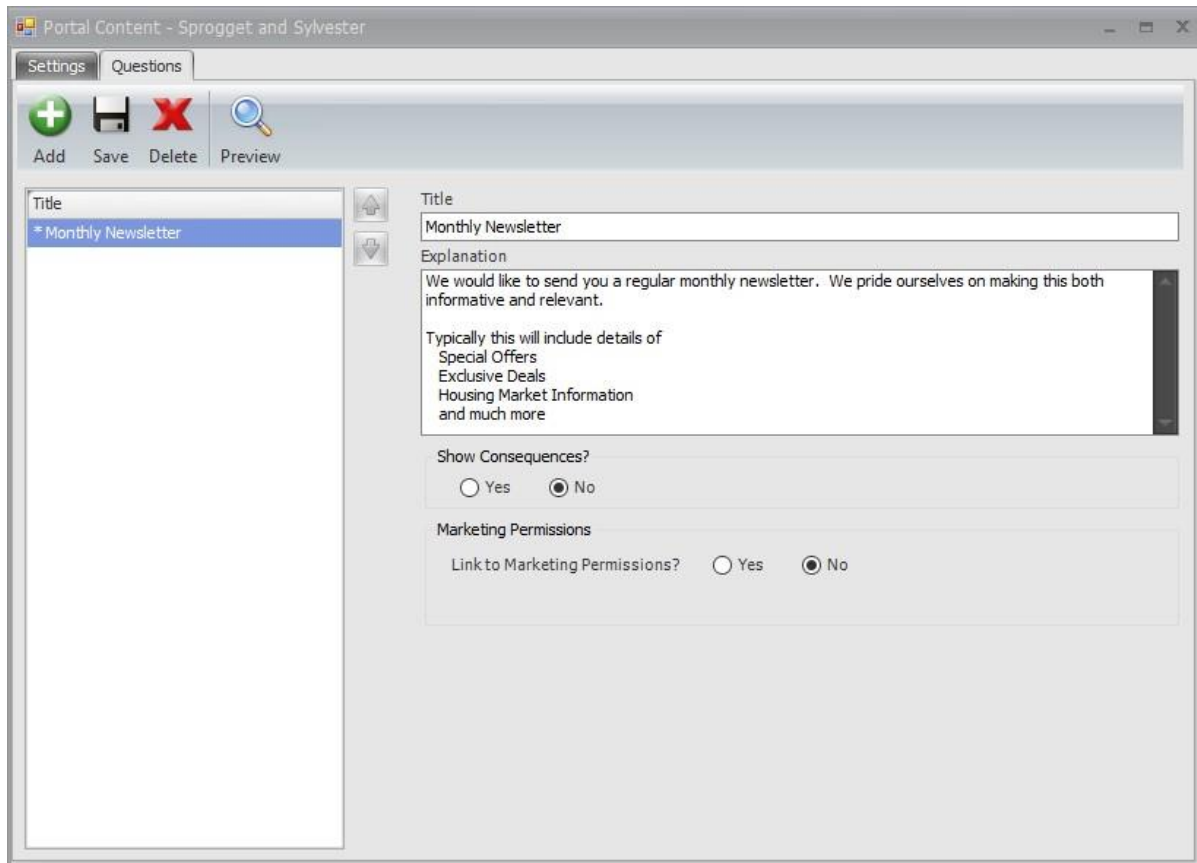 Portal Content - Sprogget and Sylvester
Settings Questions
Add Save Delete Preview
Title
* Monthly Newsletter
Title
Monthly Newsletter
Explanation
We would like to send you a regular monthly newsletter.  We pride ourselves on making this both
informative and relevant.
Typically this will include details of
Special Offers
Exclusive Deals
Housing Market Information
and much more
Show Consequences?
Yes No
Marketing Permissions
Link to Marketing Permissions? Yes No